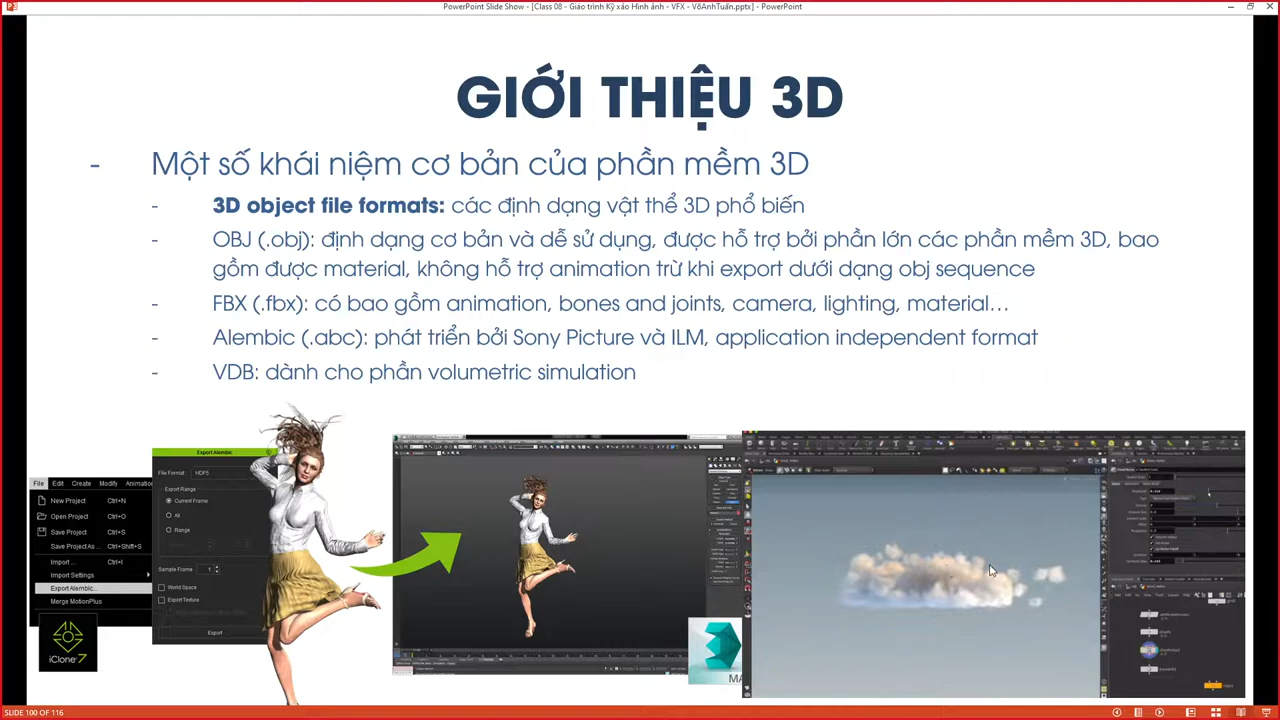 PowerPoint Slide Show - [Class 08 - Giáo trình Kỹ xảo Hình ảnh - VFX - VõAnhTuấn.pptx] - PowerPoint
GIỚI THIỆU 3D
- Một số khái niệm cơ bản của phần mềm 3D
- 3D object file formats: các định dạng vật thể 3D phổ biến
- OBJ (.obj): định dạng cơ bản và dễ sử dụng, được hỗ trợ bởi phần lớn các phần mềm 3D, bao
gồm được material, không hỗ trợ animation trừ khi export dưới dạng obj sequence
- FBX (.fbx): có bao gồm animation, bones and joints, camera, lighting, material...
- Alembic (.abc): phát triển bởi Sony Picture và ILM, application independent format
- VDB: dành cho phần volumetric simulation
Export Alembic
File Format: HDF5
Export Range
Current Frame
All
Range
Sample Frame 1
World Space
Export Texture
Export
File Edit Create Modify Animation
New Project Ctrl+N
Open Project Ctrl+O
Save Project Ctrl+S
Save Project As... Ctrl+Shift+S
Import... Ctrl+I
Import Settings
Export Alembic...
Merge MotionPlus
iClone 7
MA
SLIDE 100 OF 116